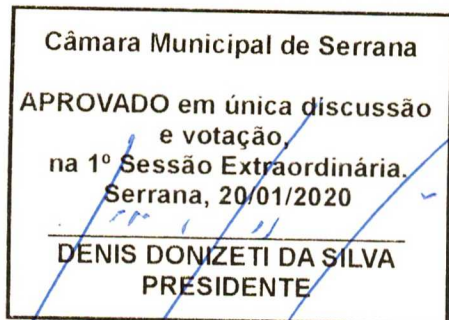 Câmara Municipal de Serrana
APROVADO em única discussão
e votação,
na 1º Sessão Extraordinária.
Serrana, 20/01/2020
DENIS DONIZETI DA SILVA
PRESIDENTE